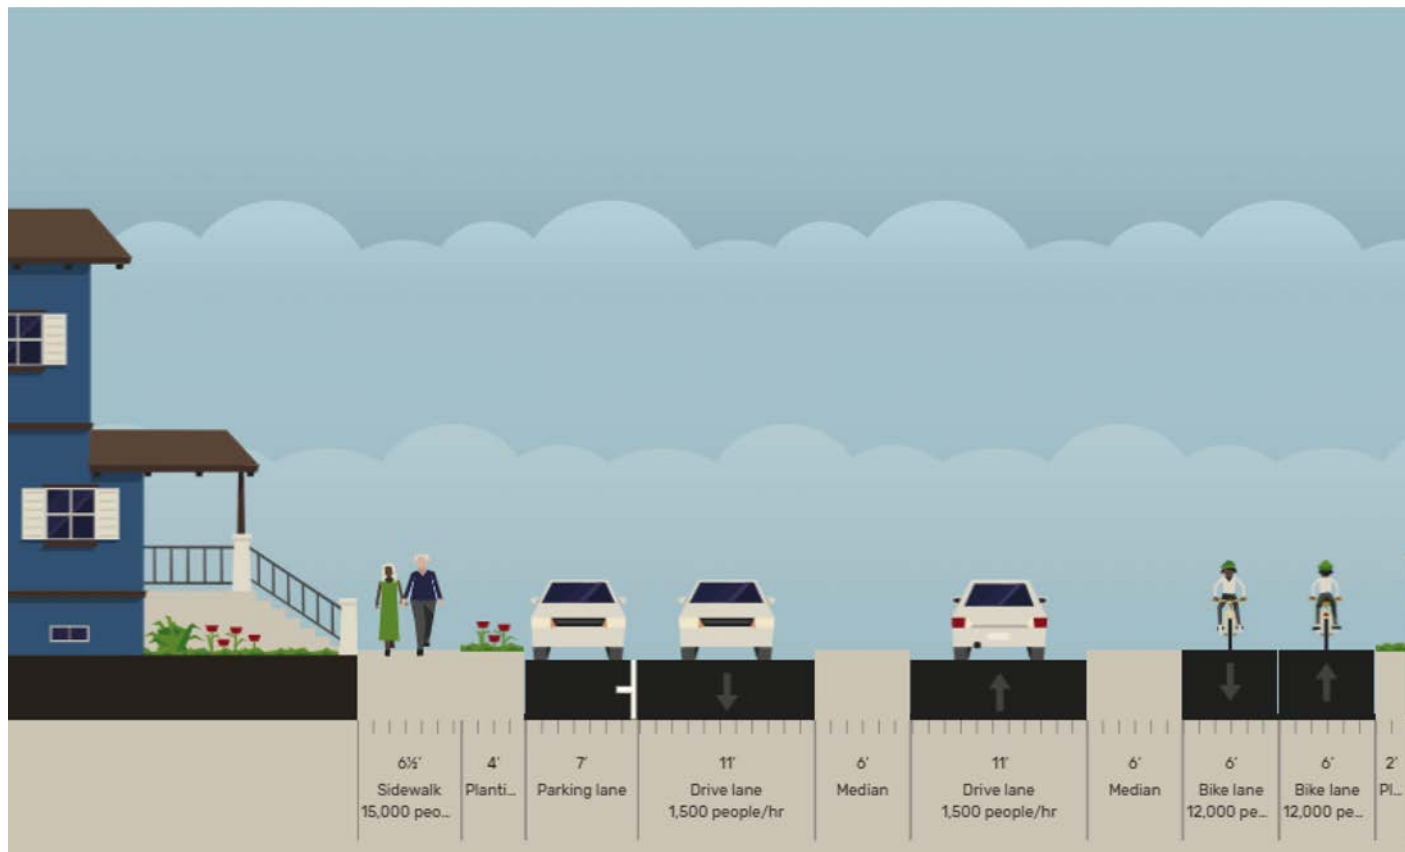 6½′
Sidewalk
15,000 peo...
4′
Planti...
7′
Parking lane
11′
Drive lane
1,500 people/hr
6′
Median
11′
Drive lane
1,500 people/hr
6′
Median
6′
Bike lane
12,000 pe...
6′
Bike lane
12,000 pe...
2′
Pl...